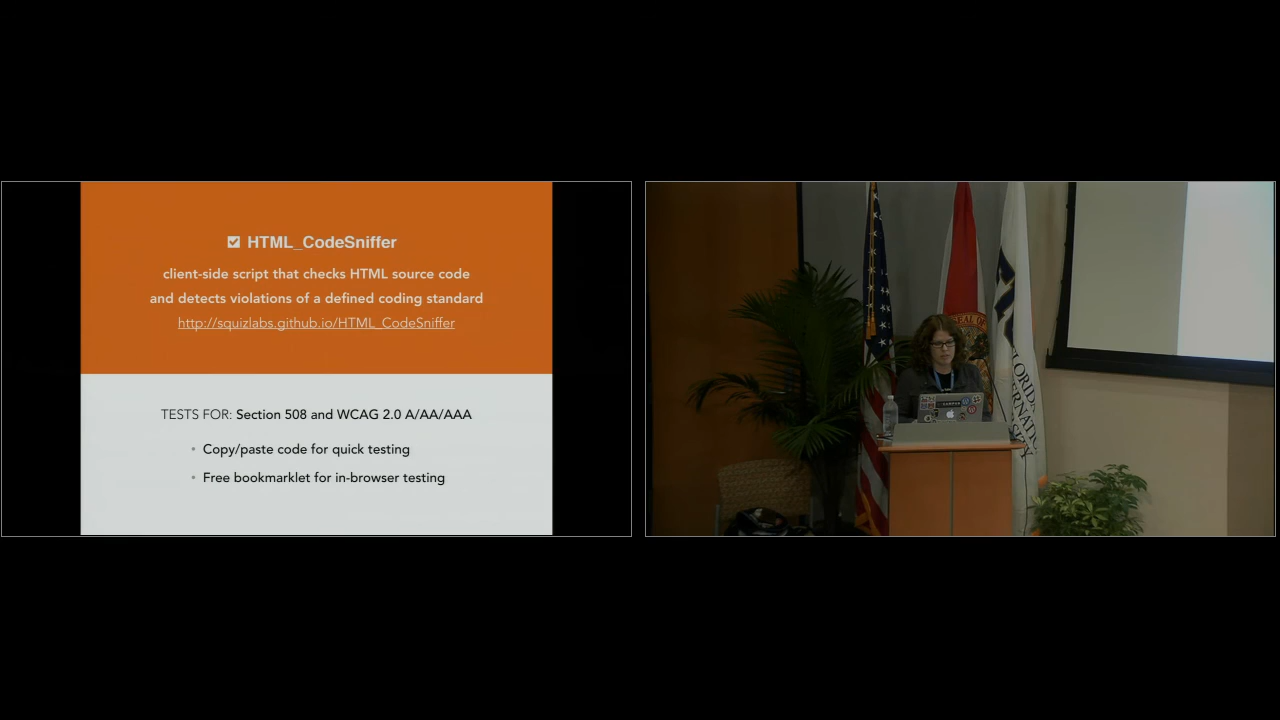 HTML_CodeSniffer
client-side script that checks HTML source code
and detects violations of a defined coding standard
http://squizlabs.github.io/HTML_CodeSniffer
TESTS FOR: Section 508 and WCAG 2.0 A/AA/AAA
• Copy/paste code for quick testing
• Free bookmarklet for in-browser testing
SEAL OF